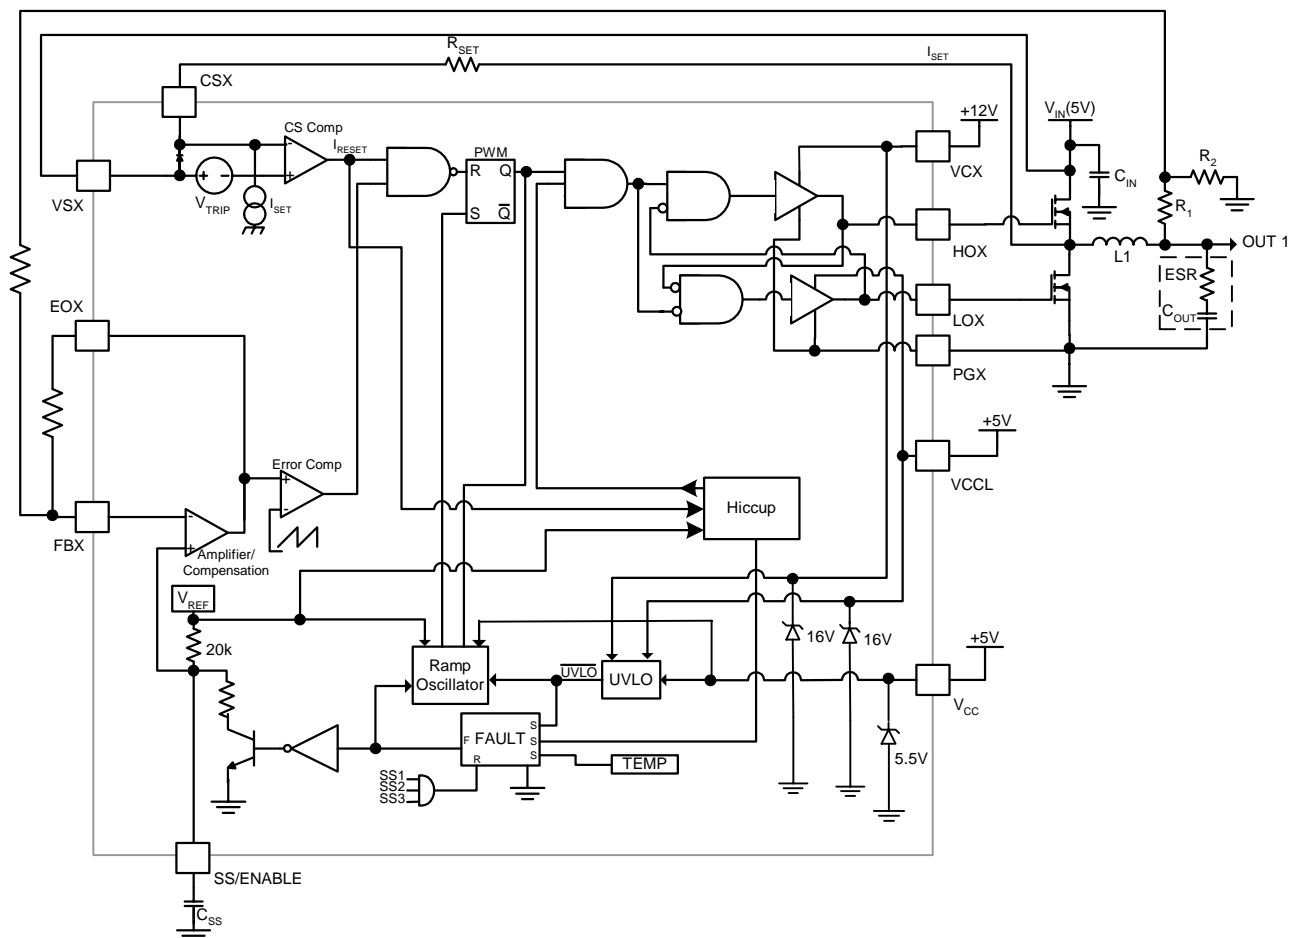 R_SET
I_SET
CSX
CS Comp
I_RESET
PWM
+12V
V_IN(5V)
R Q
S Q̅
VCX
VSX
V_TRIP
I_SET
C_IN
R_2
R_1
HOX
L1
OUT 1
ESR
C_OUT
EOX
LOX
PGX
+5V
VCCL
Error Comp
Hiccup
FBX
Amplifier/
Compensation
V_REF
20k
16V
16V
+5V
Ramp
Oscillator
UVLO
UVLO
V_CC
F FAULT S
S
S
R
TEMP
5.5V
SS1
SS2
SS3
SS/ENABLE
C_SS
- + - + + - - +